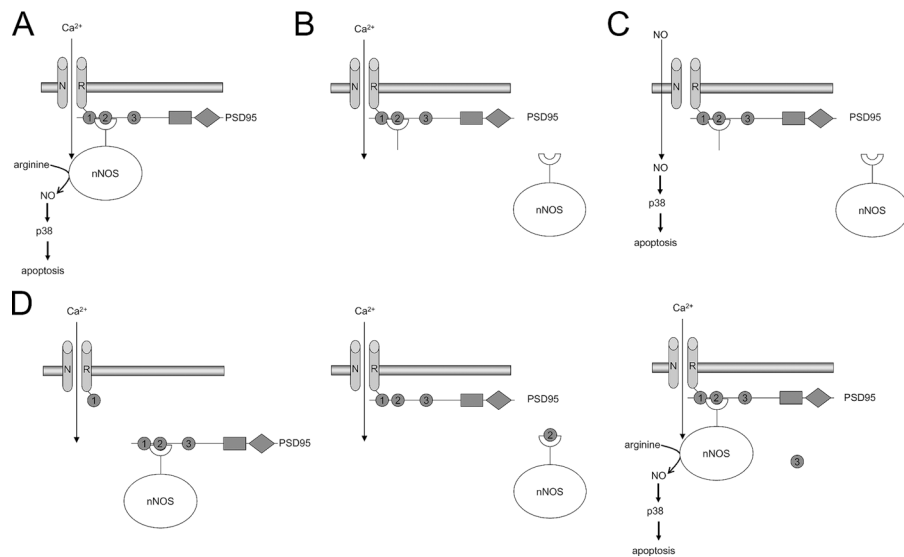 A
Ca²⁺
N R
1 2 3
PSD95
arginine
nNOS
NO
p38
apoptosis
B
Ca²⁺
N R
1 2 3
PSD95
nNOS
C
NO
N R
1 2 3
PSD95
NO
p38
apoptosis
nNOS
D
Ca²⁺
N R
1
1 2 3
PSD95
nNOS
Ca²⁺
N R
1 2 3
PSD95
2
nNOS
Ca²⁺
N R
1 2 3
PSD95
arginine
nNOS
3
NO
p38
apoptosis